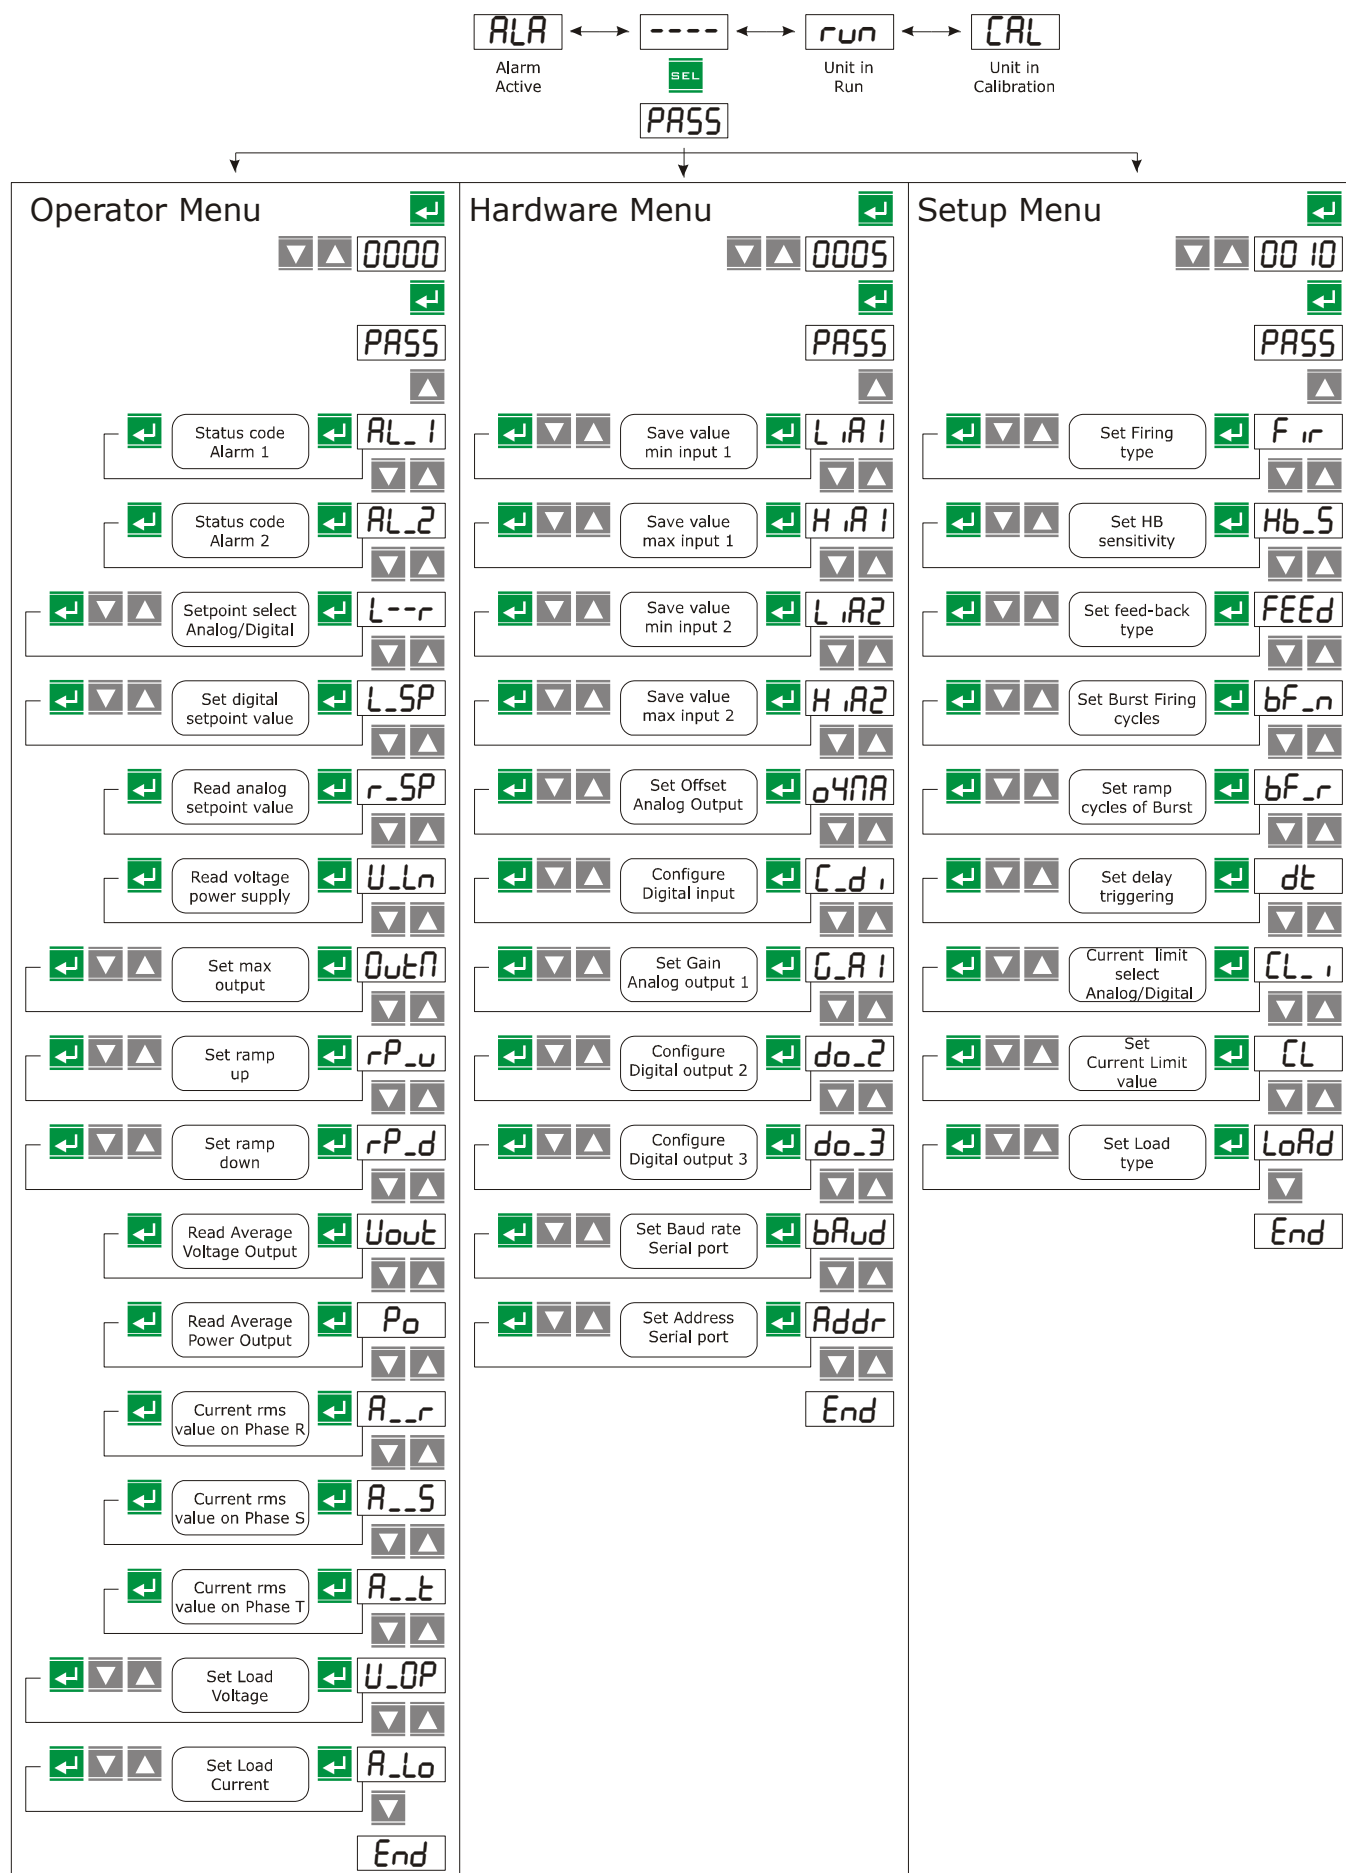 ALA
----
run
CAL
Alarm
Active
SEL
Unit in
Run
Unit in
Calibration
PASS
Operator Menu
0000
PASS
Status code
Alarm 1
AL_1
Status code
Alarm 2
AL_2
Setpoint select
Analog/Digital
L--r
Set digital
setpoint value
L_SP
Read analog
setpoint value
r_SP
Read voltage
power supply
U_Ln
Set max
output
OutM
Set ramp
up
rP_u
Set ramp
down
rP_d
Read Average
Voltage Output
Uout
Read Average
Power Output
Po
Current rms
value on Phase R
A__r
Current rms
value on Phase S
A__S
Current rms
value on Phase T
A__t
Set Load
Voltage
U_OP
Set Load
Current
A_Lo
End
Hardware Menu
0005
PASS
Save value
min input 1
LiA1
Save value
max input 1
HiA1
Save value
min input 2
LiA2
Save value
max input 2
HiA2
Set Offset
Analog Output
o4MA
Configure
Digital input
C_di
Set Gain
Analog output 1
G_A1
Configure
Digital output 2
do_2
Configure
Digital output 3
do_3
Set Baud rate
Serial port
bAud
Set Address
Serial port
Addr
End
Setup Menu
0010
PASS
Set Firing
type
Fir
Set HB
sensitivity
Hb_S
Set feed-back
type
FEEd
Set Burst Firing
cycles
bF_n
Set ramp
cycles of Burst
bF_r
Set delay
triggering
dt
Current limit
select
Analog/Digital
CL_i
Set
Current Limit
value
CL
Set Load
type
LoAd
End